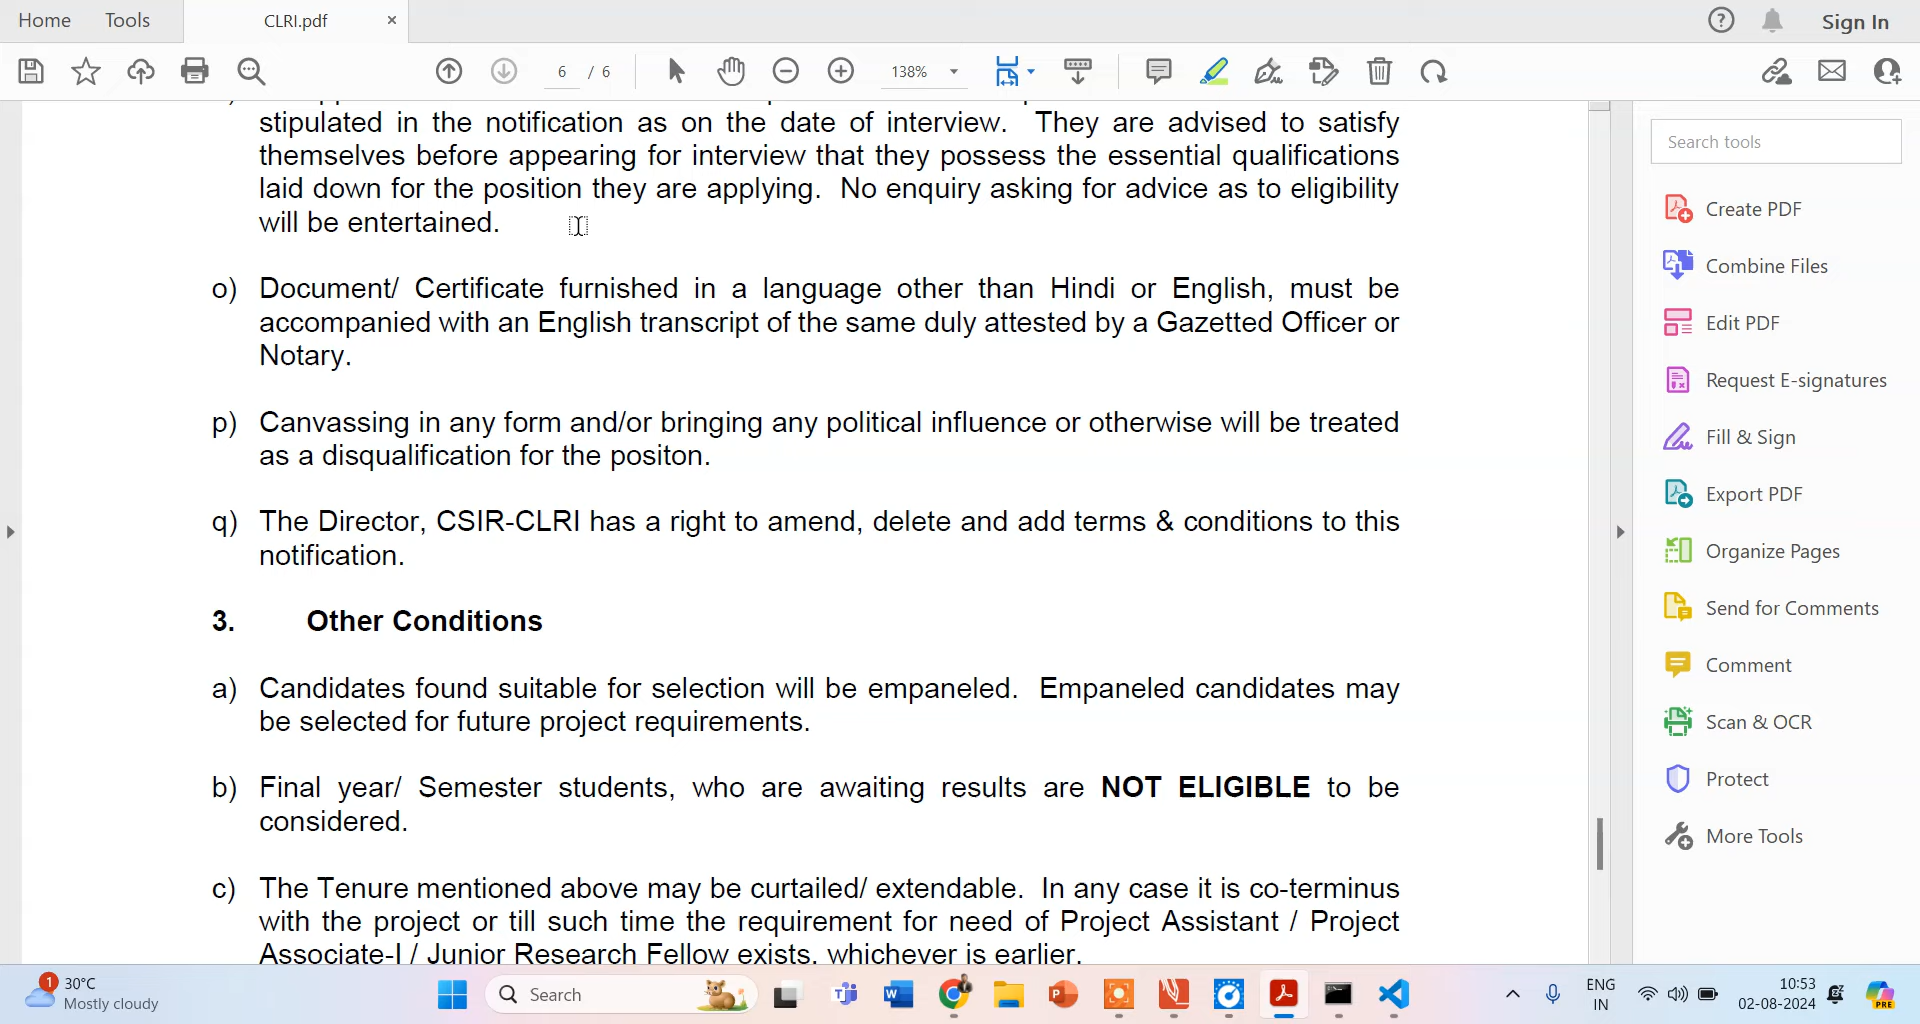 Home
Tools
CLRI.pdf
Sign In
6 / 6
138%
stipulated in the notification as on the date of interview. They are advised to satisfy
themselves before appearing for interview that they possess the essential qualifications
laid down for the position they are applying. No enquiry asking for advice as to eligibility
will be entertained.
o) Document/ Certificate furnished in a language other than Hindi or English, must be
accompanied with an English transcript of the same duly attested by a Gazetted Officer or
Notary.
p) Canvassing in any form and/or bringing any political influence or otherwise will be treated
as a disqualification for the positon.
q) The Director, CSIR-CLRI has a right to amend, delete and add terms & conditions to this
notification.
3. Other Conditions
a) Candidates found suitable for selection will be empaneled. Empaneled candidates may
be selected for future project requirements.
b) Final year/ Semester students, who are awaiting results are NOT ELIGIBLE to be
considered.
c) The Tenure mentioned above may be curtailed/ extendable. In any case it is co-terminus
with the project or till such time the requirement for need of Project Assistant / Project
Associate-I / Junior Research Fellow exists, whichever is earlier.
Search tools
Create PDF
Combine Files
Edit PDF
Request E-signatures
Fill & Sign
Export PDF
Organize Pages
Send for Comments
Comment
Scan & OCR
Protect
More Tools
1
30°C
Mostly cloudy
Search
ENG
IN
10:53
02-08-2024
PRE